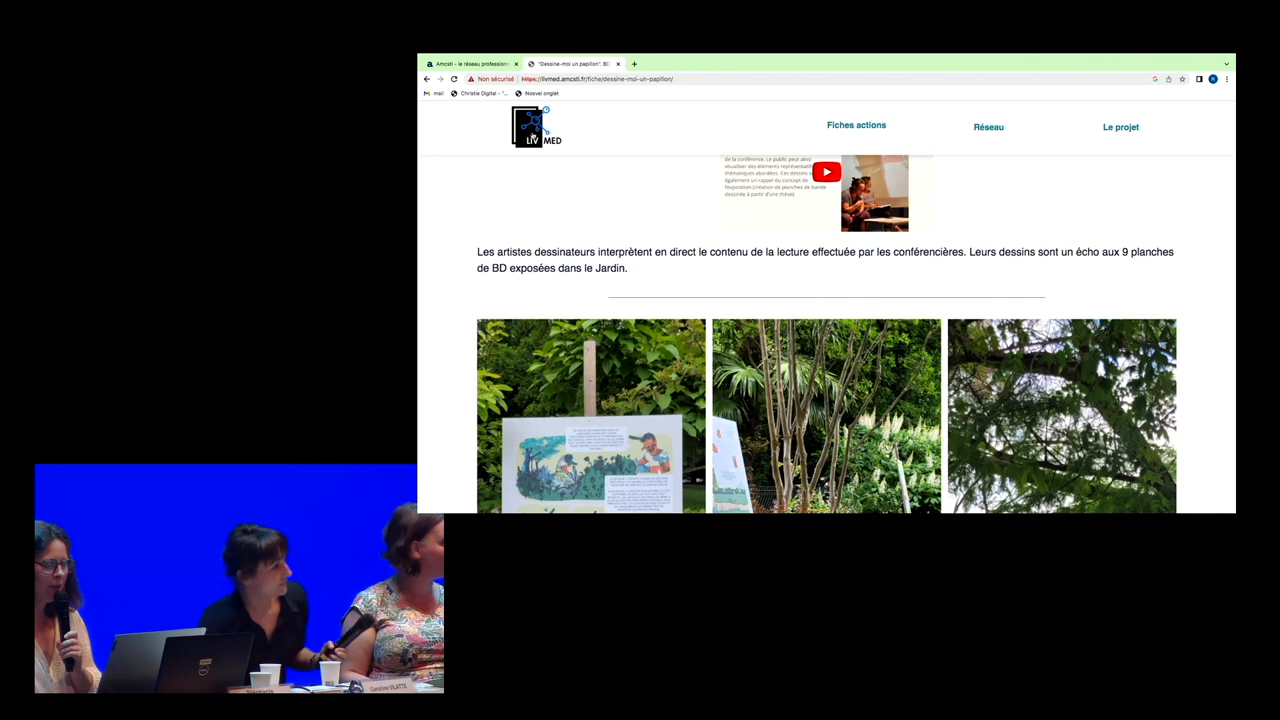 Amcsti - le réseau profession
"Dessine-moi un papillon". BD
Non sécurisé
https://livmed.amcsti.fr/fiche/dessine-moi-un-papillon/
mail
Christie Digital - "...
Nouvel onglet
LIV MED
Fiches actions
Réseau
Le projet
de la conférence. Le public peut ainsi
visualiser des éléments représentatifs
thématiques abordées. Ces dessins s
également un rappel du concept de
l'exposition (création de planches de bande
dessinée à partir d'une thèse).
Les artistes dessinateurs interprètent en direct le contenu de la lecture effectuée par les conférencières. Leurs dessins sont un écho aux 9 planches
de BD exposées dans le Jardin.
DELL
Stéphanie
Caroline VILATTE